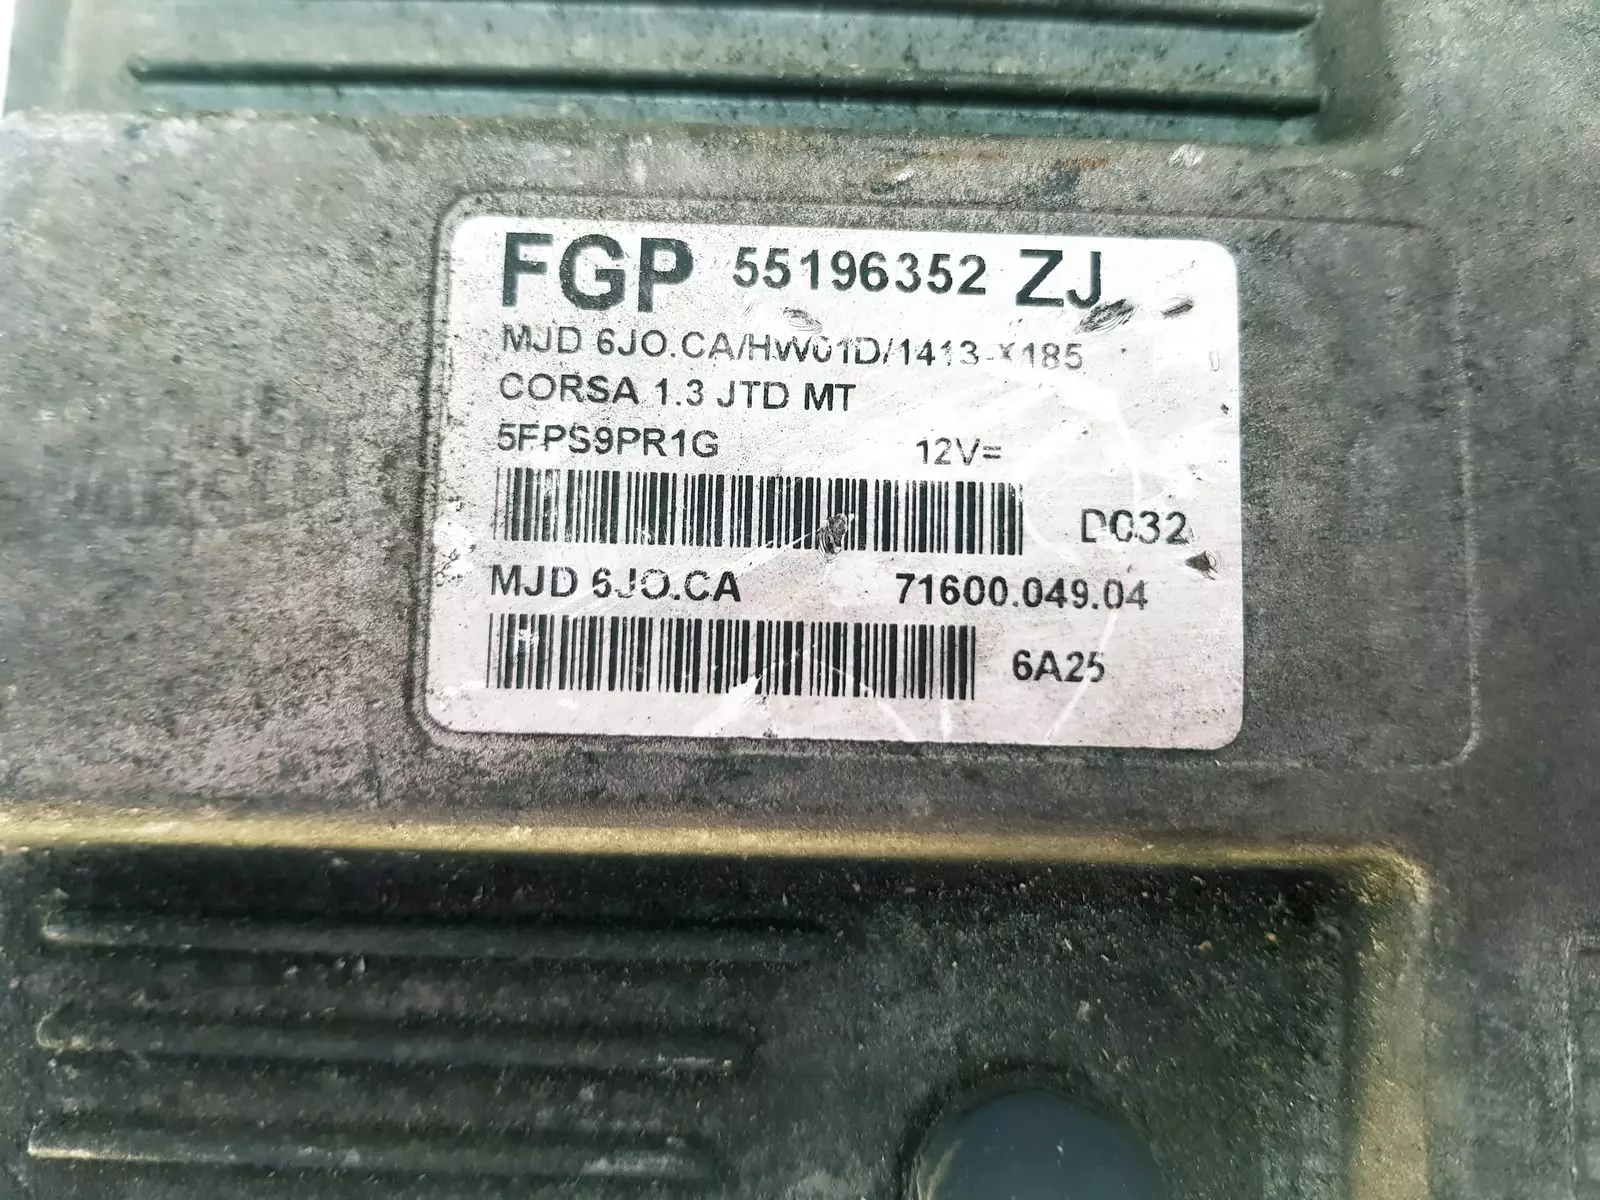 FGP 55196352 ZJ
MJD 6JO.CA/HW01D/1413-X185
CORSA 1.3 JTD MT
5FPS9PR1G 12V=
D032
MJD 6JO.CA 71600.049.04
6A25